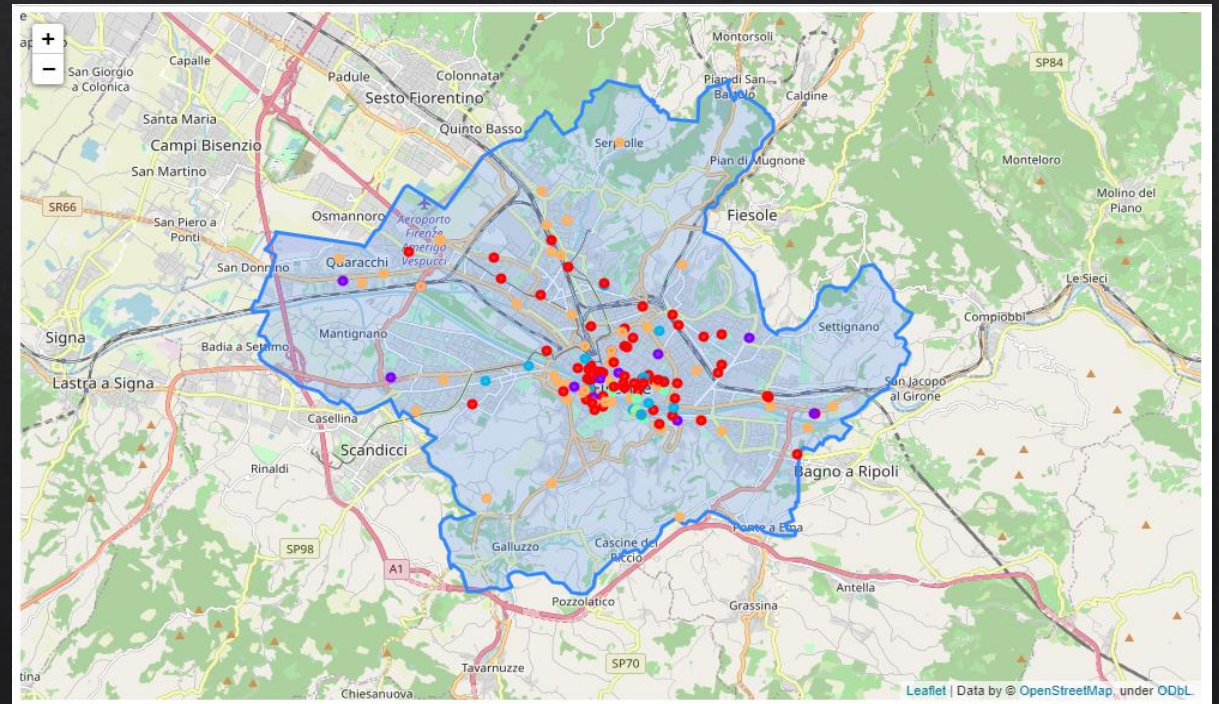 +
−
Montorsoli
SP84
Capalle
Padule
Colonnata
Pian di San
Bartolo
San Giorgio
a Colonica
Sesto Fiorentino
Caldine
Santa Maria
Quinto Basso
Campi Bisenzio
Serpiolle
Pian di Mugnone
Monteloro
San Martino
Molino del
Piano
SR66
Osmannoro
Aeroporto
Firenze
Amerigo
Vespucci
San Piero a
Ponti
Fiesole
San Donnino
Quaracchi
Le Sieci
Signa
Mantignano
Settignano
Compiobbi
Badia a Settimo
Lastra a Signa
San Jacopo
al Girone
Casellina
Scandicci
Rinaldi
Bagno a Ripoli
Ponte a Ema
SP98
Galluzzo
Cascine del
Riccio
A1
Antella
Pozzolatico
Grassina
Tavarnuzze
SP70
Chiesanuova
Leaflet | Data by © OpenStreetMap, under ODbL.